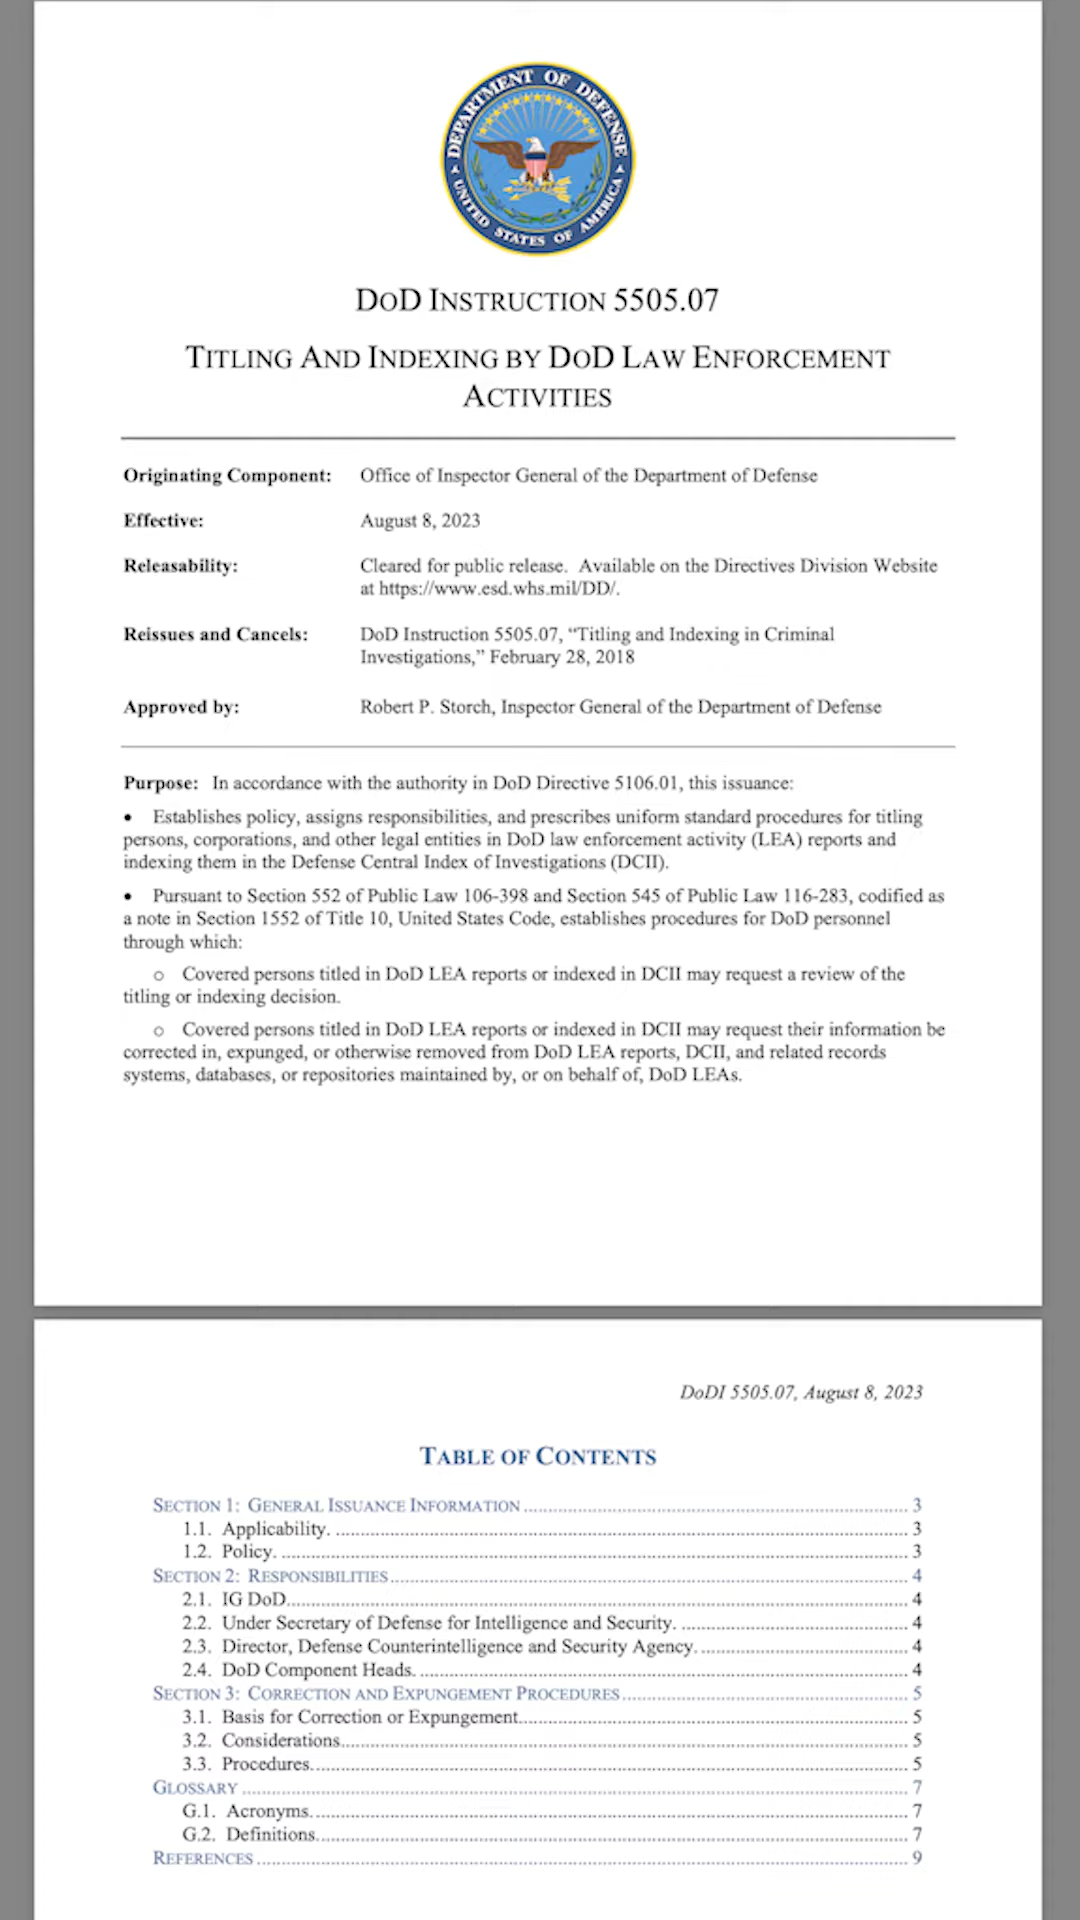 DEPARTMENT OF DEFENSE
UNITED STATES OF AMERICA
DOD INSTRUCTION 5505.07
TITLING AND INDEXING BY DOD LAW ENFORCEMENT
ACTIVITIES
Originating Component: Office of Inspector General of the Department of Defense
Effective: August 8, 2023
Releasability: Cleared for public release. Available on the Directives Division Website
at https://www.esd.whs.mil/DD/.
Reissues and Cancels: DoD Instruction 5505.07, “Titling and Indexing in Criminal
Investigations,” February 28, 2018
Approved by: Robert P. Storch, Inspector General of the Department of Defense
Purpose: In accordance with the authority in DoD Directive 5106.01, this issuance:
• Establishes policy, assigns responsibilities, and prescribes uniform standard procedures for titling
persons, corporations, and other legal entities in DoD law enforcement activity (LEA) reports and
indexing them in the Defense Central Index of Investigations (DCII).
• Pursuant to Section 552 of Public Law 106-398 and Section 545 of Public Law 116-283, codified as
a note in Section 1552 of Title 10, United States Code, establishes procedures for DoD personnel
through which:
o Covered persons titled in DoD LEA reports or indexed in DCII may request a review of the
titling or indexing decision.
o Covered persons titled in DoD LEA reports or indexed in DCII may request their information be
corrected in, expunged, or otherwise removed from DoD LEA reports, DCII, and related records
systems, databases, or repositories maintained by, or on behalf of, DoD LEAs.
DoDI 5505.07, August 8, 2023
TABLE OF CONTENTS
SECTION 1: GENERAL ISSUANCE INFORMATION ........ 3
1.1. Applicability. ........ 3
1.2. Policy. ........ 3
SECTION 2: RESPONSIBILITIES ........ 4
2.1. IG DoD. ........ 4
2.2. Under Secretary of Defense for Intelligence and Security. ........ 4
2.3. Director, Defense Counterintelligence and Security Agency. ........ 4
2.4. DoD Component Heads. ........ 4
SECTION 3: CORRECTION AND EXPUNGEMENT PROCEDURES ........ 5
3.1. Basis for Correction or Expungement. ........ 5
3.2. Considerations. ........ 5
3.3. Procedures. ........ 5
GLOSSARY ........ 7
G.1. Acronyms. ........ 7
G.2. Definitions. ........ 7
REFERENCES ........ 9